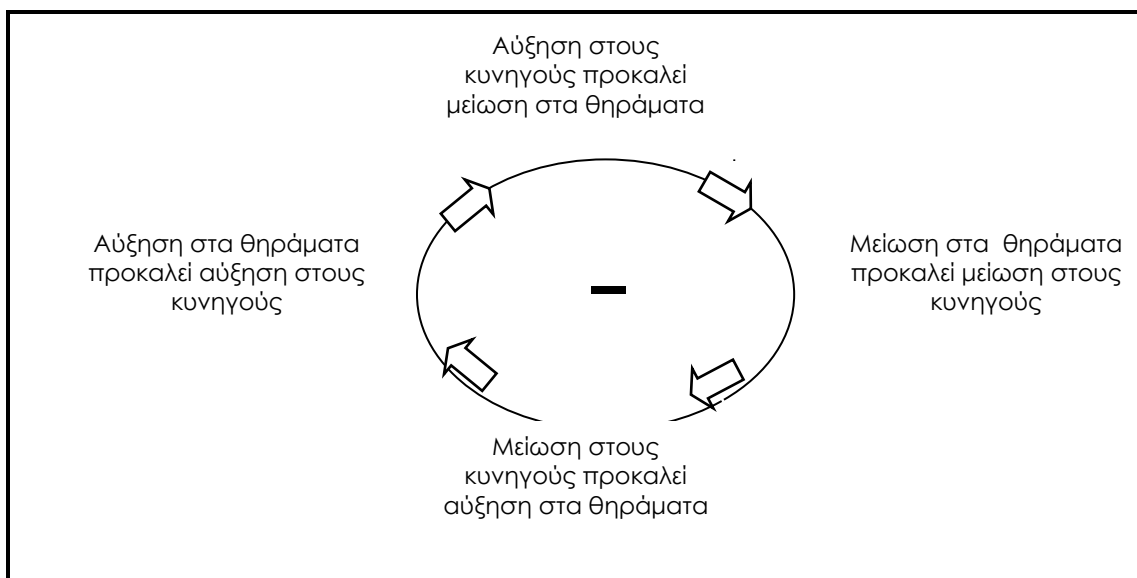 Αύξηση στους
κυνηγούς προκαλεί
μείωση στα θηράματα
Αύξηση στα θηράματα
προκαλεί αύξηση στους
κυνηγούς
Μείωση στα θηράματα
προκαλεί μείωση στους
κυνηγούς
Μείωση στους
κυνηγούς προκαλεί
αύξηση στα θηράματα